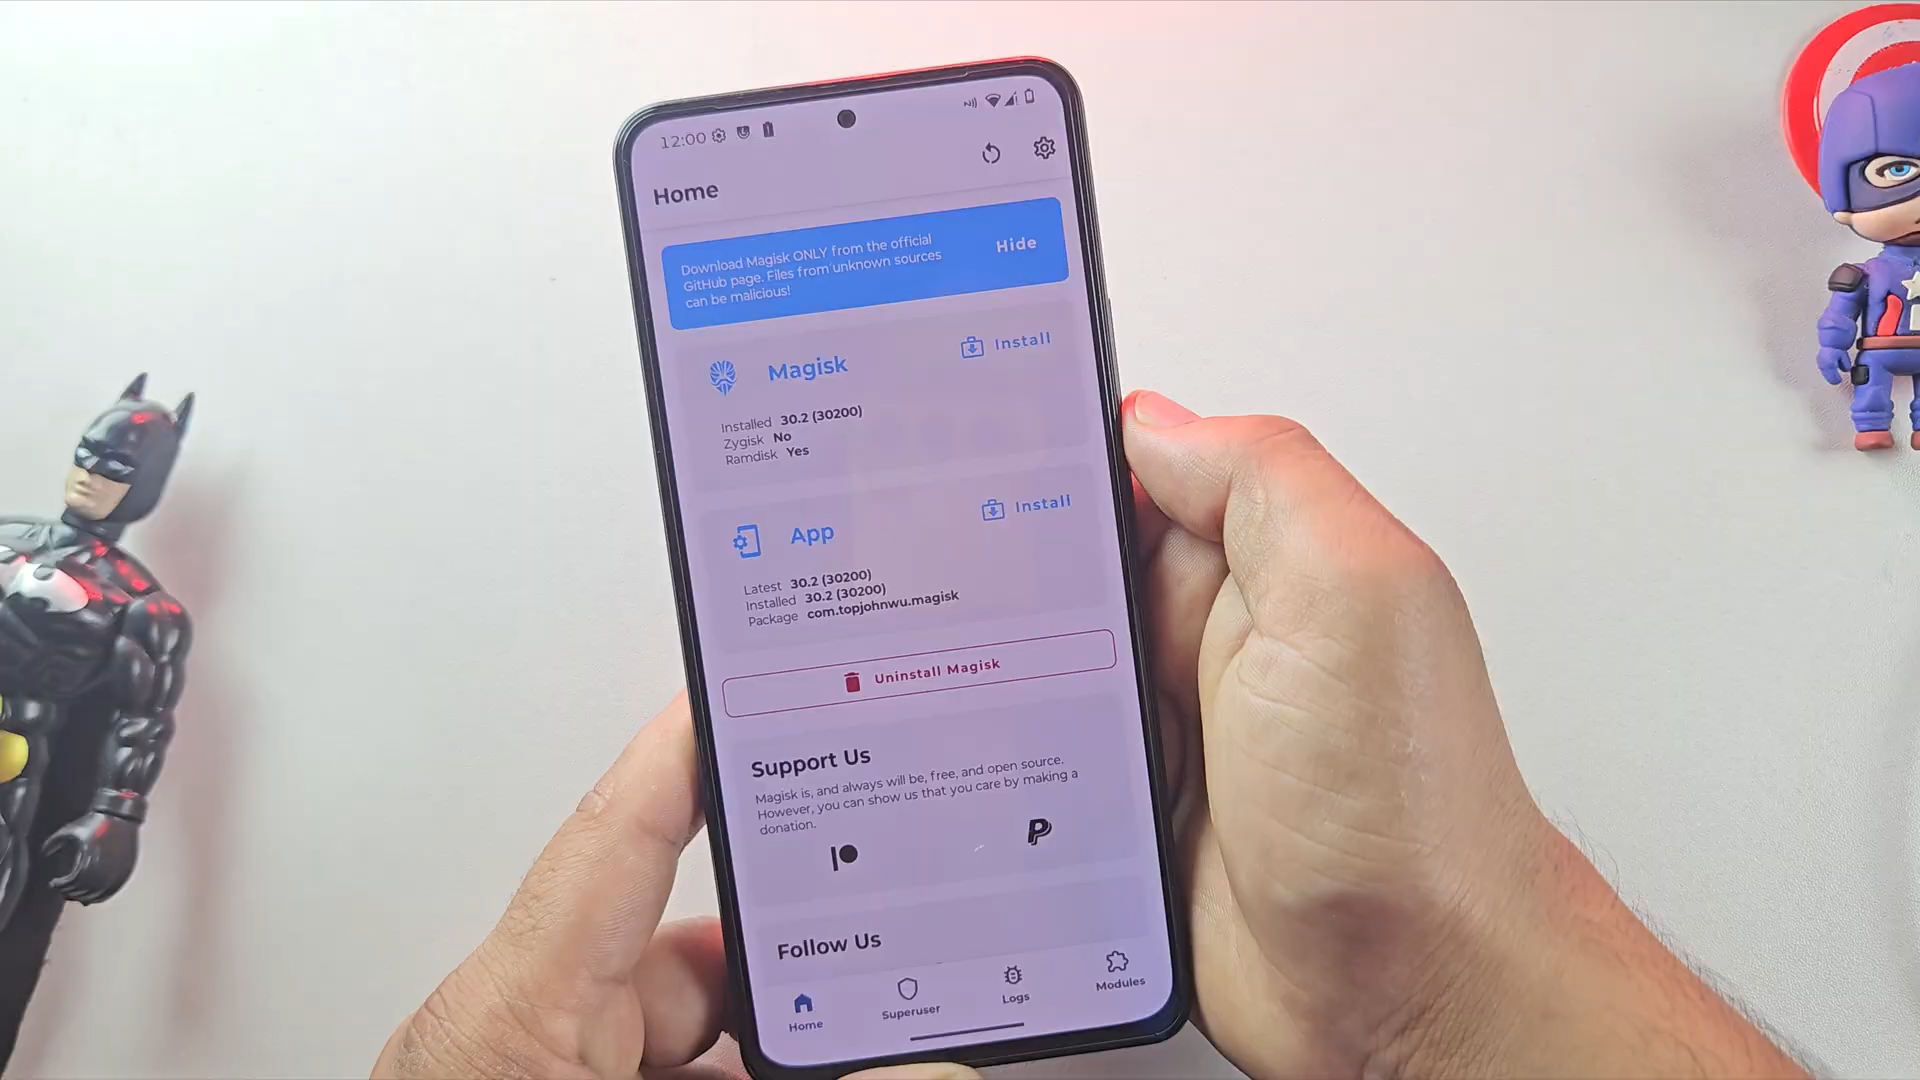 12:00
Home
Download Magisk ONLY from the official
GitHub page. Files from unknown sources
can be malicious!
Hide
Magisk
Install
Installed 30.2 (30200)
Zygisk No
Ramdisk Yes
App
Install
Latest 30.2 (30200)
Installed 30.2 (30200)
Package com.topjohnwu.magisk
Uninstall Magisk
Support Us
Magisk is, and always will be, free, and open source.
However, you can show us that you care by making a
donation.
Follow Us
Home
Superuser
Logs
Modules